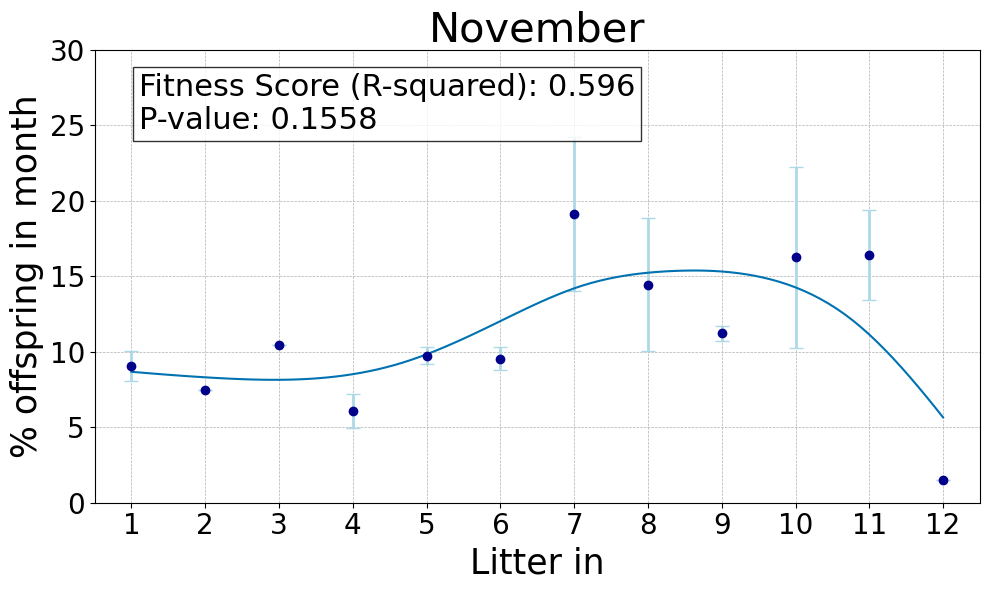 November
Fitness Score (R-squared): 0.596
P-value: 0.1558
% offspring in month
30
25
20
15
10
5
0
1 2 3 4 5 6 7 8 9 10 11 12
Litter in